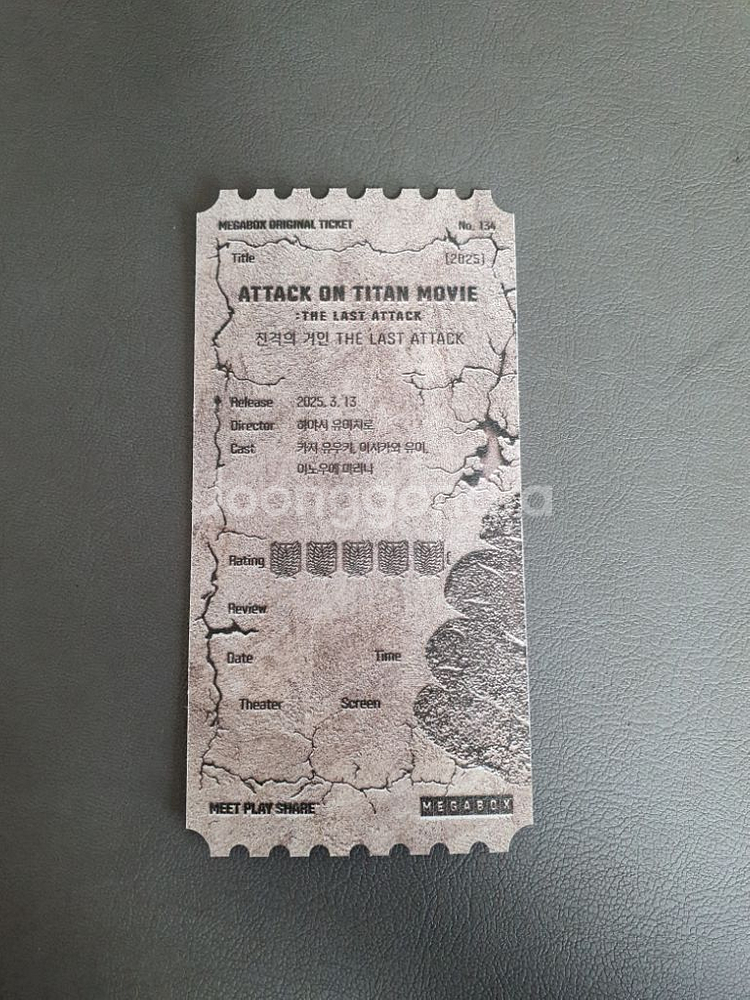 MEGABOX ORIGINAL TICKET No. 134
Title [2025]
ATTACK ON TITAN MOVIE
:THE LAST ATTACK
진격의 거인 THE LAST ATTACK
Release 2025. 3. 13
Director 하야시 유이치로
Cast 카지 유우키, 이시카와 유이,
이노우에 마리나
joonggonara
Rating
Review
Date Time
Theater Screen
MEET PLAY SHARE
MEGABOX